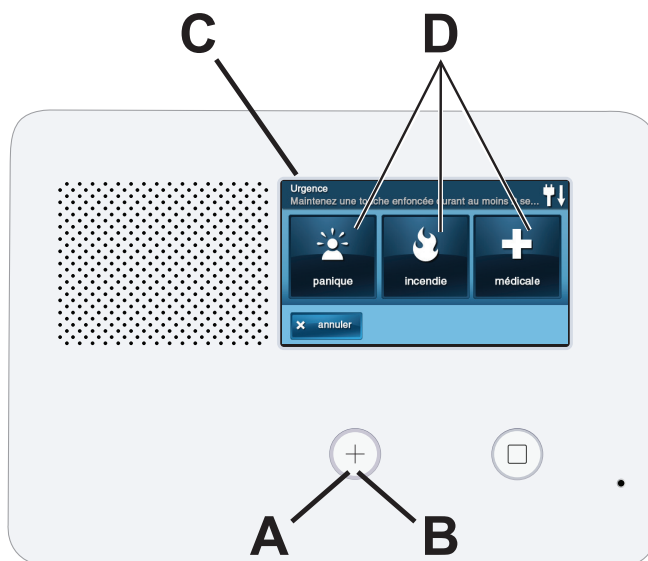 C D
Urgence
Maintenez une touche enfoncée durant au moins se...
panique incendie médicale
annuler
A B